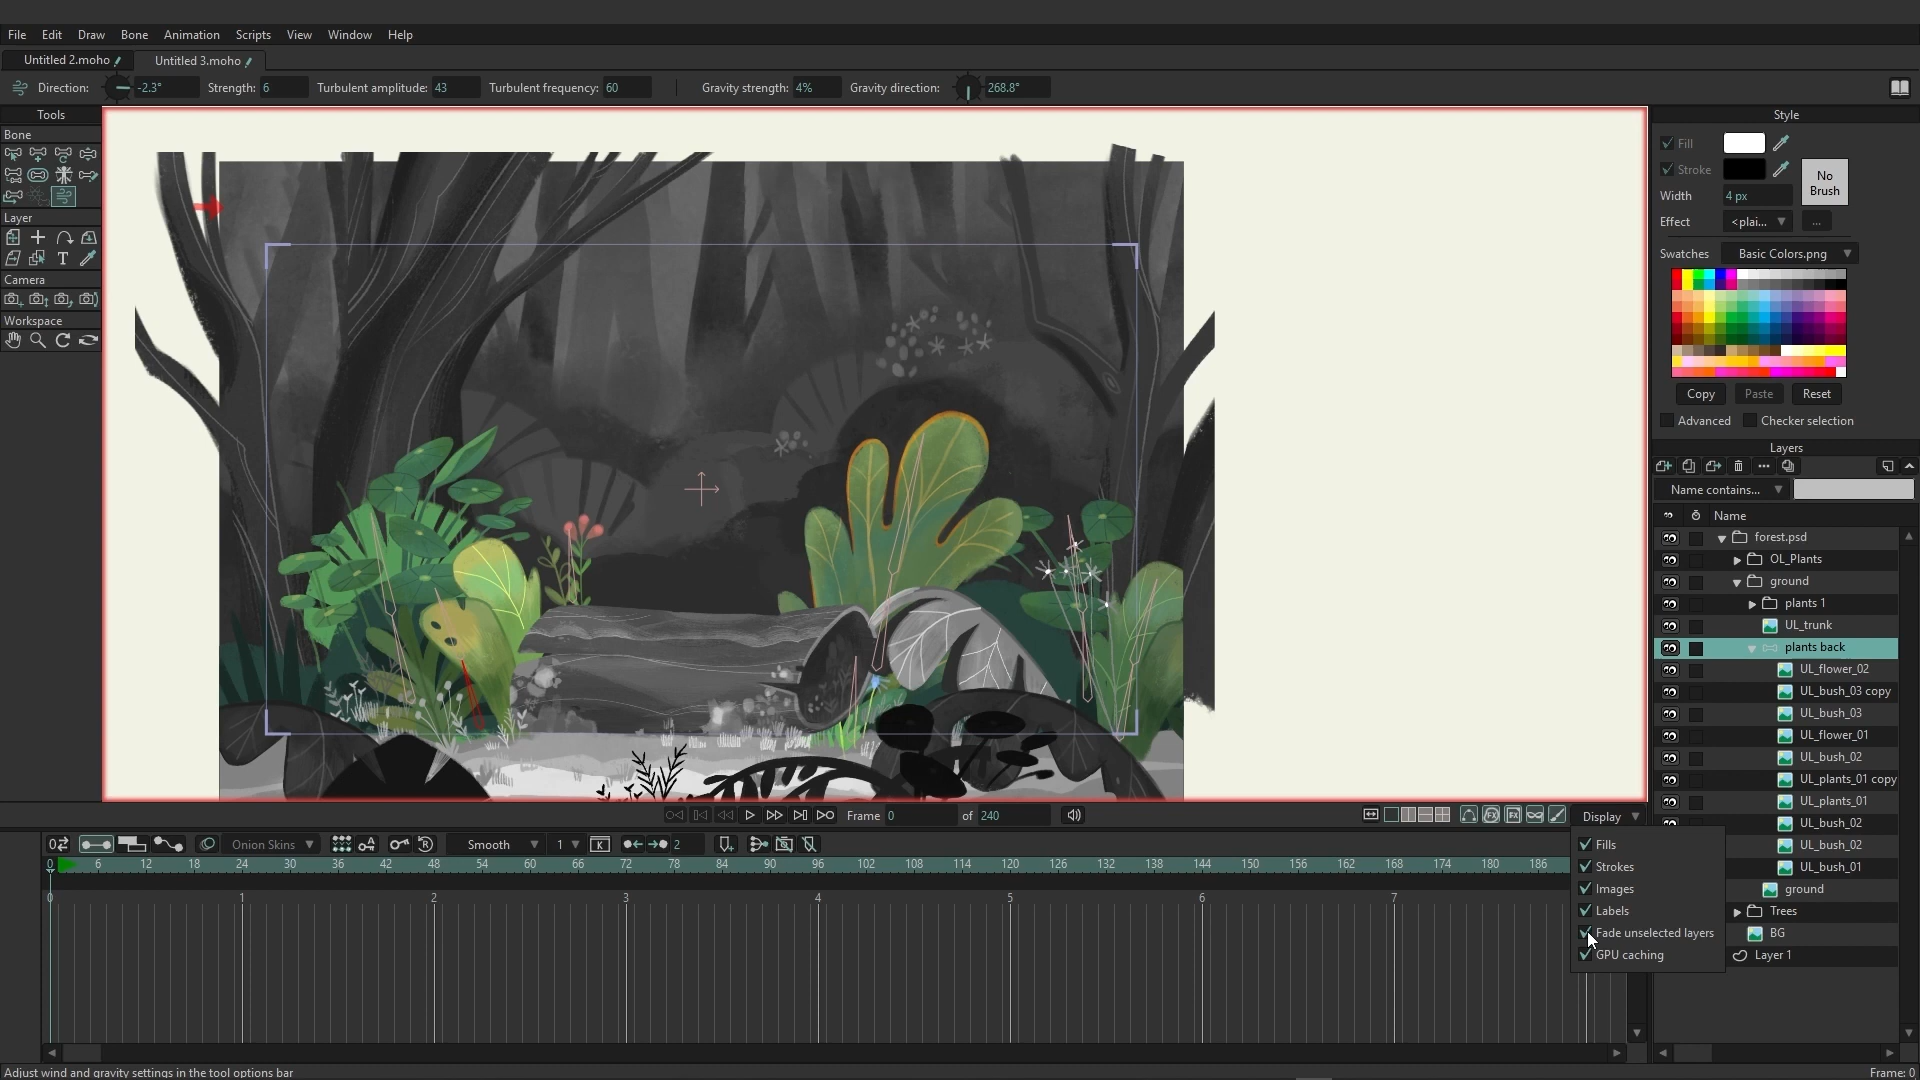 File Edit Draw Bone Animation Scripts View Window Help
Untitled 2.moho
Untitled 3.moho
Direction: -2.3° Strength: 6 Turbulent amplitude: 43 Turbulent frequency: 60 Gravity strength: 4% Gravity direction: 268.8°
Tools
Bone
Layer
T
Camera
Workspace
Style
Fill
Stroke
No
Brush
Width 4 px
Effect <plai... ...
Swatches Basic Colors.png
Copy Paste Reset
Advanced Checker selection
Layers
Name contains...
Name
forest.psd
OL_Plants
ground
plants 1
UL_trunk
plants back
UL_flower_02
UL_bush_03 copy
UL_bush_03
UL_flower_01
UL_bush_02
UL_plants_01 copy
UL_plants_01
UL_bush_02
UL_bush_02
UL_bush_01
ground
Trees
BG
Layer 1
Frame 0 of 240
Display
Fills
Strokes
Images
Labels
Fade unselected layers
GPU caching
Onion Skins Smooth 1 K 2
0 6 12 18 24 30 36 42 48 54 60 66 72 78 84 90 96 102 108 114 120 126 132 138 144 150 156 162 168 174 180 186
0 1 2 3 4 5 6 7
Adjust wind and gravity settings in the tool options bar
Frame: 0